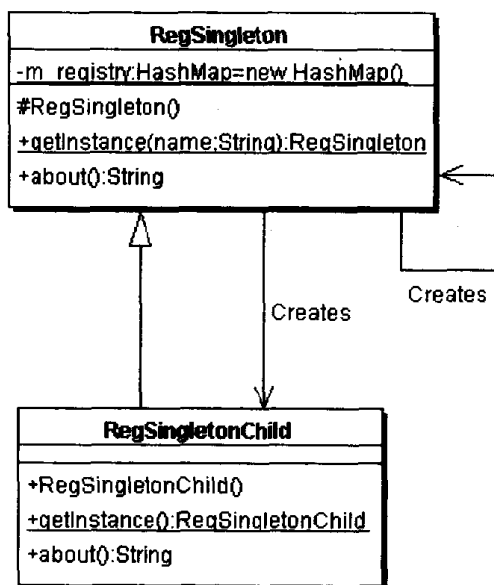 RegSingleton
-m_registry:HashMap=new HashMap()
#RegSingleton()
+getInstance(name:String):RegSingleton
+about():String
Creates
Creates
RegSingletonChild
+RegSingletonChild()
+getInstance():RegSingletonChild
+about():String